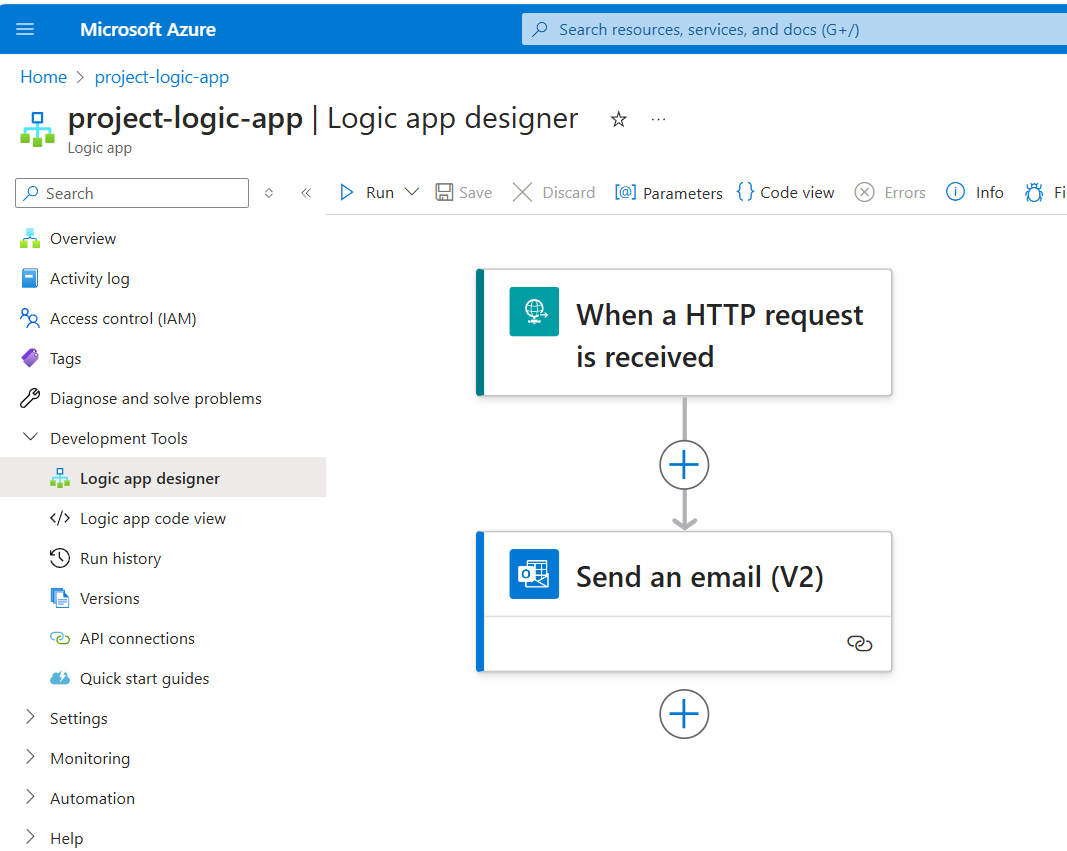 Microsoft Azure
Search resources, services, and docs (G+/)
Home > project-logic-app
project-logic-app | Logic app designer
Logic app
Search
Run
Save
Discard
[@] Parameters
{} Code view
Errors
Info
Fi
Overview
Activity log
Access control (IAM)
Tags
Diagnose and solve problems
Development Tools
Logic app designer
Logic app code view
Run history
Versions
API connections
Quick start guides
Settings
Monitoring
Automation
Help
When a HTTP request
is received
Send an email (V2)